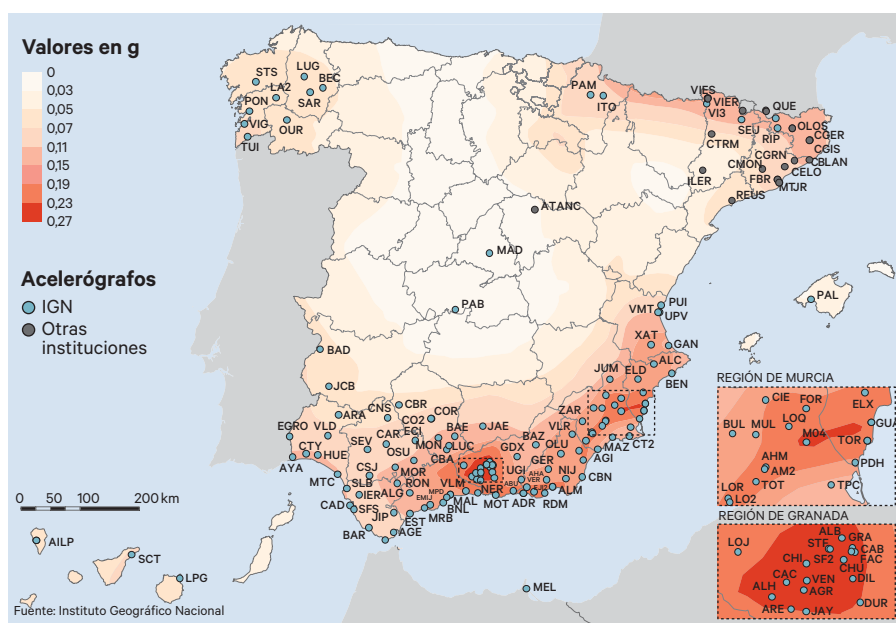 Valores en g
0
0,03
0,05
0,07
0,11
0,15
0,19
0,23
0,27
Acelerógrafos
IGN
Otras
instituciones
STS
LUG
LA2
BEC
PON
SAR
VIG
OUR
TUI
PAM
ITO
VIES
VIER
VI3
QUE
SEU
RIP
OLOS
CGER
CTRM
CGRN
CGIS
CMON
CBLAN
CELO
ILER
FBR
MTJR
REUS
ATANC
MAD
PAB
PAL
PUI
VMT
UPV
XAT
GAN
ALC
JUM
ELD
BEN
BAD
JCB
ARA
CNS
CBR
CO2
COR
ECI
EGRO
VLD
BAE
JAE
ZAR
VLR
CTY
HUE
SEV
CAR
MON
LUC
BAZ
OSU
CBA
GDX
OLU
MAZ
CT2
AYA
AGI
CSJ
MOR
UGI
GER
MTC
SLB
RON
VLM
AHA
VER
NIJ
CBN
IER
ALG
MPD
NER
ABU
EJI2
ALM
CAD
SFS
EMIJ
MAL
MOT
ADR
RDM
JIP
EST
MRB
BNL
BAR
AGE
MEL
0
50
100
200 km
AILP
SCT
LPG
REGIÓN DE MURCIA
CIE
FOR
ELX
LOQ
GUA
BUL
MUL
M04
TOR
AHM
AM2
PDH
LOR
TOT
TPC
LO2
REGIÓN DE GRANADA
ALB
LOJ
STF
GRA
CAB
CHI
SF2
FAC
CHU
CAC
VEN
DIL
ALH
AGR
ARE
JAY
DUR
Fuente: Instituto Geográfico Nacional